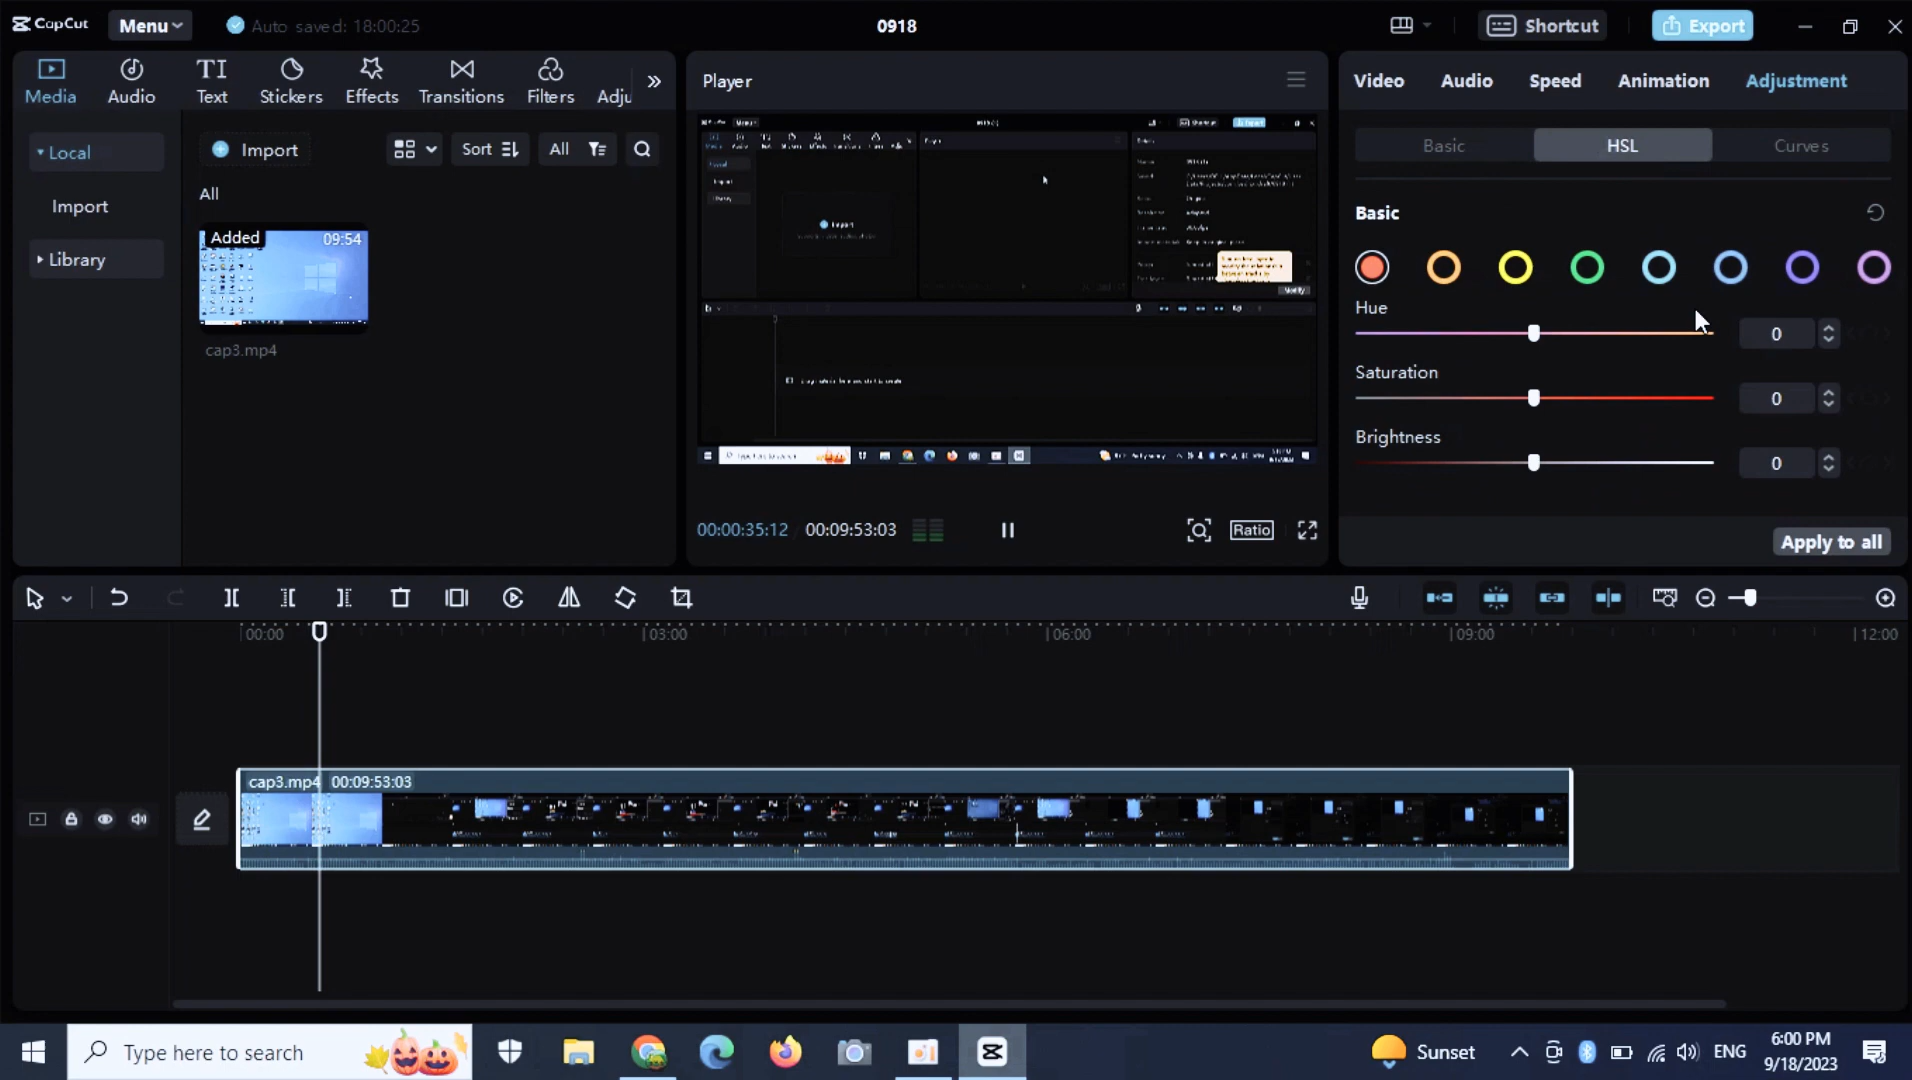 CapCut
Menu
Auto saved: 18:00:25
0918
Shortcut
Export
Media
Audio
Text
Stickers
Effects
Transitions
Filters
Adju
Local
Import
Library
Import
Sort
All
All
Added
09:54
cap3.mp4
Player
00:00:35:12
00:09:53:03
Ratio
Video
Audio
Speed
Animation
Adjustment
Basic
HSL
Curves
Basic
Hue
0
Saturation
0
Brightness
0
Apply to all
00:00
03:00
06:00
09:00
12:00
cap3.mp4 00:09:53:03
Type here to search
Sunset
ENG
6:00 PM
9/18/2023